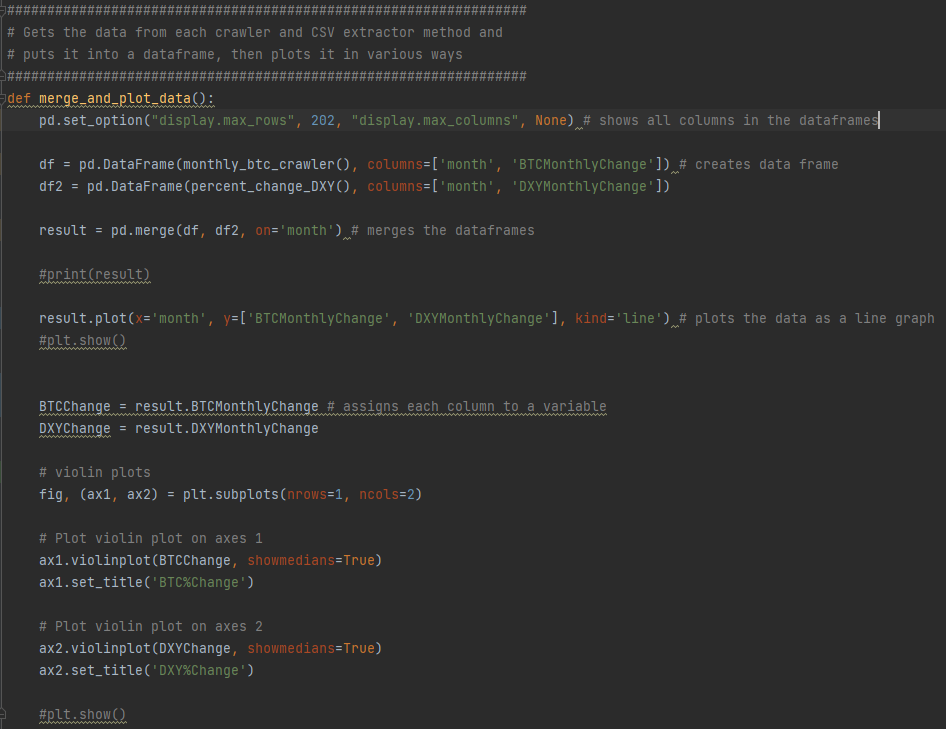 #################################################################
# Gets the data from each crawler and CSV extractor method and
# puts it into a dataframe, then plots it in various ways
#################################################################
def merge_and_plot_data():
    pd.set_option("display.max_rows", 202, "display.max_columns", None) # shows all columns in the dataframes
    df = pd.DataFrame(monthly_btc_crawler(), columns=['month', 'BTCMonthlyChange']) # creates data frame
    df2 = pd.DataFrame(percent_change_DXY(), columns=['month', 'DXYMonthlyChange'])
    result = pd.merge(df, df2, on='month') # merges the dataframes
    #print(result)
    result.plot(x='month', y=['BTCMonthlyChange', 'DXYMonthlyChange'], kind='line') # plots the data as a line graph
    #plt.show()
    BTCChange = result.BTCMonthlyChange # assigns each column to a variable
    DXYChange = result.DXYMonthlyChange
    # violin plots
    fig, (ax1, ax2) = plt.subplots(nrows=1, ncols=2)
    # Plot violin plot on axes 1
    ax1.violinplot(BTCChange, showmedians=True)
    ax1.set_title('BTC%Change')
    # Plot violin plot on axes 2
    ax2.violinplot(DXYChange, showmedians=True)
    ax2.set_title('DXY%Change')
    #plt.show()